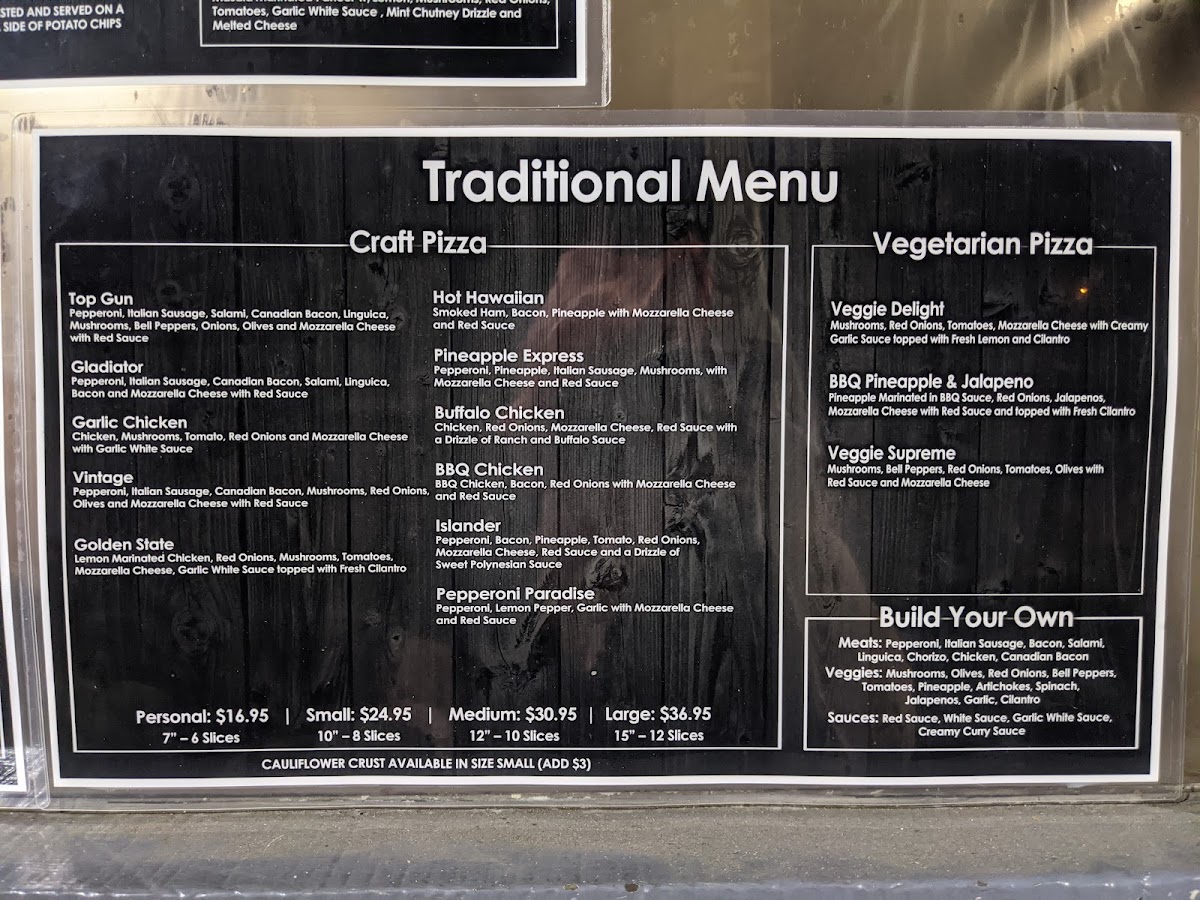 STED AND SERVED ON A
SIDE OF POTATO CHIPS
Tomatoes, Garlic White Sauce , Mint Chutney Drizzle and
Melted Cheese
Traditional Menu
Craft Pizza
Top Gun
Pepperoni, Italian Sausage, Salami, Canadian Bacon, Linguica,
Mushrooms, Bell Peppers, Onions, Olives and Mozzarella Cheese
with Red Sauce
Gladiator
Pepperoni, Italian Sausage, Canadian Bacon, Salami, Linguica,
Bacon and Mozzarella Cheese with Red Sauce
Garlic Chicken
Chicken, Mushrooms, Tomato, Red Onions and Mozzarella Cheese
with Garlic White Sauce
Vintage
Pepperoni, Italian Sausage, Canadian Bacon, Mushrooms, Red Onions,
Olives and Mozzarella Cheese with Red Sauce
Golden State
Lemon Marinated Chicken, Red Onions, Mushrooms, Tomatoes,
Mozzarella Cheese, Garlic White Sauce topped with Fresh Cilantro
Hot Hawaiian
Smoked Ham, Bacon, Pineapple with Mozzarella Cheese
and Red Sauce
Pineapple Express
Pepperoni, Pineapple, Italian Sausage, Mushrooms, with
Mozzarella Cheese and Red Sauce
Buffalo Chicken
Chicken, Red Onions, Mozzarella Cheese, Red Sauce with
a Drizzle of Ranch and Buffalo Sauce
BBQ Chicken
BBQ Chicken, Bacon, Red Onions with Mozzarella Cheese
and Red Sauce
Islander
Pepperoni, Bacon, Pineapple, Tomato, Red Onions,
Mozzarella Cheese, Red Sauce and a Drizzle of
Sweet Polynesian Sauce
Pepperoni Paradise
Pepperoni, Lemon Pepper, Garlic with Mozzarella Cheese
and Red Sauce
Personal: $16.95 | Small: $24.95 | Medium: $30.95 | Large: $36.95
7” – 6 Slices 10” – 8 Slices 12” – 10 Slices 15” – 12 Slices
CAULIFLOWER CRUST AVAILABLE IN SIZE SMALL (ADD $3)
Vegetarian Pizza
Veggie Delight
Mushrooms, Red Onions, Tomatoes, Mozzarella Cheese with Creamy
Garlic Sauce topped with Fresh Lemon and Cilantro
BBQ Pineapple & Jalapeno
Pineapple Marinated in BBQ Sauce, Red Onions, Jalapenos,
Mozzarella Cheese with Red Sauce and topped with Fresh Cilantro
Veggie Supreme
Mushrooms, Bell Peppers, Red Onions, Tomatoes, Olives with
Red Sauce and Mozzarella Cheese
Build Your Own
Meats: Pepperoni, Italian Sausage, Bacon, Salami,
Linguica, Chorizo, Chicken, Canadian Bacon
Veggies: Mushrooms, Olives, Red Onions, Bell Peppers,
Tomatoes, Pineapple, Artichokes, Spinach,
Jalapenos, Garlic, Cilantro
Sauces: Red Sauce, White Sauce, Garlic White Sauce,
Creamy Curry Sauce